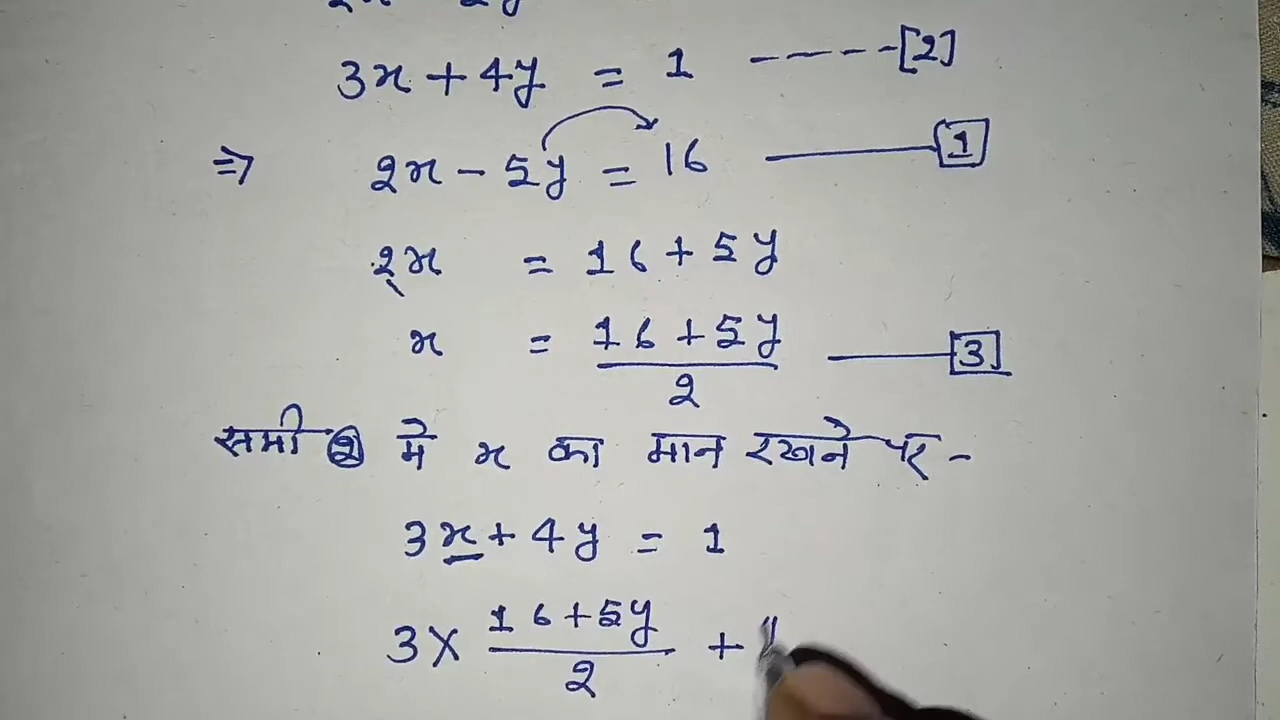 3x + 4y = 1 ----[2]
⇒ 2x - 5y = 16 ——— [1]
2x = 16 + 5y
x = (16 + 5y)/2 ——— [3]
समी ② मे x का मान रखने पर -
3x + 4y = 1
3 × (16 + 5y)/2 +